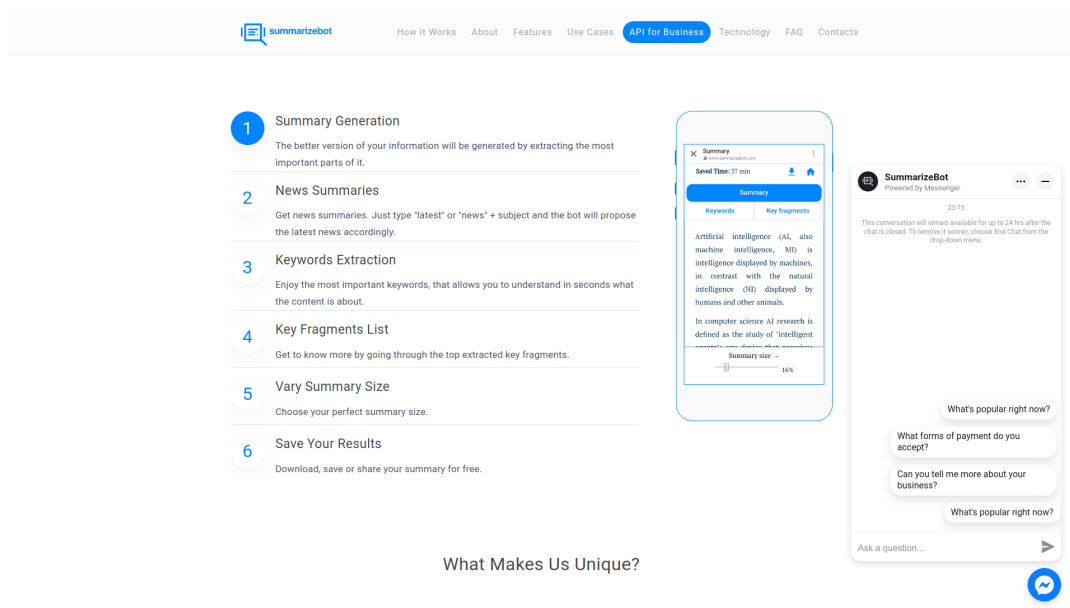 summarizebot
How it Works
About
Features
Use Cases
API for Business
Technology
FAQ
Contacts
1
Summary Generation
The better version of your information will be generated by extracting the most
important parts of it.
2
News Summaries
Get news summaries. Just type "latest" or "news" + subject and the bot will propose
the latest news accordingly.
3
Keywords Extraction
Enjoy the most important keywords, that allows you to understand in seconds what
the content is about.
4
Key Fragments List
Get to know more by going through the top extracted key fragments.
5
Vary Summary Size
Choose your perfect summary size.
6
Save Your Results
Download, save or share your summary for free.
Summary
www.summarizebot.com
Saved Time: 37 min
Summary
Keywords
Key fragments
Artificial intelligence (AI, also
machine intelligence, MI) is
intelligence displayed by machines,
in contrast with the natural
intelligence (NI) displayed by
humans and other animals.
In computer science AI research is
defined as the study of "intelligent
Summary size →
16%
SummarizeBot
Powered by Messenger
23:15
This conversation will remain available for up to 24 hrs after the
chat is closed. To remove it sooner, choose End Chat from the
drop-down menu.
What's popular right now?
What forms of payment do you
accept?
Can you tell me more about your
business?
What's popular right now?
Ask a question...
What Makes Us Unique?